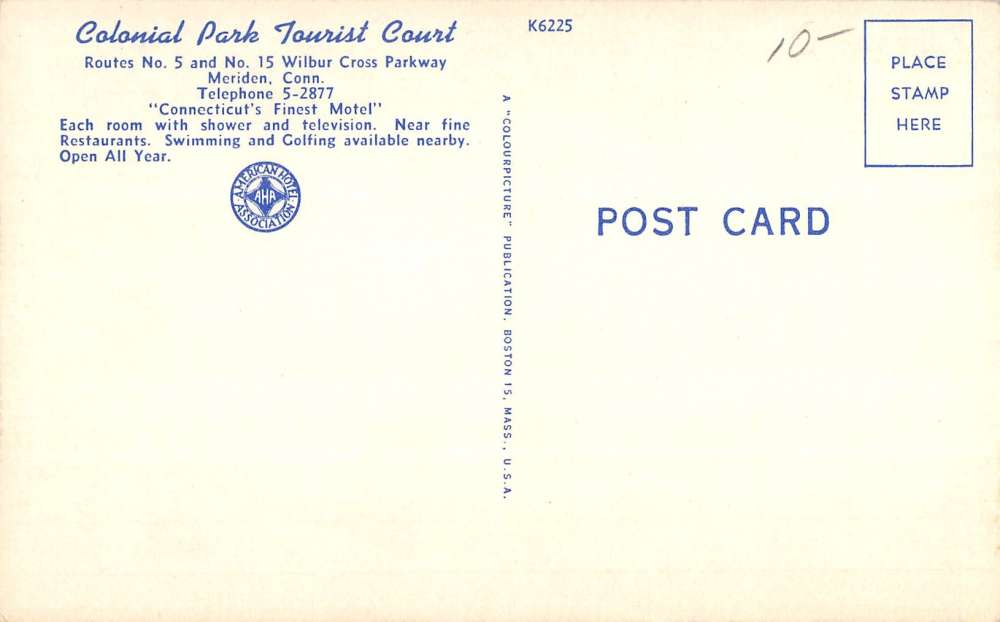 Colonial Park Tourist Court
Routes No. 5 and No. 15 Wilbur Cross Parkway
Meriden, Conn.
Telephone 5-2877
"Connecticut's Finest Motel"
Each room with shower and television. Near fine
Restaurants. Swimming and Golfing available nearby.
Open All Year.
AMERICAN HOTEL
AHA
ASSOCIATION
A "COLOURPICTURE" PUBLICATION, BOSTON 15, MASS., U.S.A.
K6225
10-
PLACE
STAMP
HERE
POST CARD